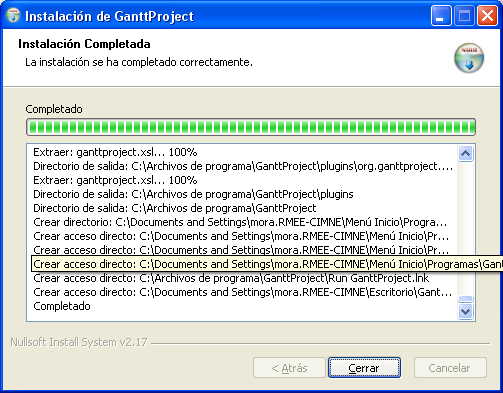 Instalación de GanttProject
Instalación Completada
La instalación se ha completado correctamente.
Completado
Extraer: ganttproject.xsl... 100%
Directorio de salida: C:\Archivos de programa\GanttProject\plugins\org.ganttproject....
Extraer: ganttproject.xsl... 100%
Directorio de salida: C:\Archivos de programa\GanttProject\plugins
Directorio de salida: C:\Archivos de programa\GanttProject
Crear directorio: C:\Documents and Settings\mora.RMEE-CIMNE\Menú Inicio\Progra...
Crear acceso directo: C:\Documents and Settings\mora.RMEE-CIMNE\Menú Inicio\Pr...
Crear acceso directo: C:\Documents and Settings\mora.RMEE-CIMNE\Menú Inicio\Pr...
Crear acceso directo: C:\Documents and Settings\mora.RMEE-CIMNE\Menú Inicio\Programas\Gan
Crear acceso directo: C:\Archivos de programa\GanttProject\Run GanttProject.lnk
Crear acceso directo: C:\Documents and Settings\mora.RMEE-CIMNE\Escritorio\Gant...
Completado
Nullsoft Install System v2.17
< Atrás
Cerrar
Cancelar